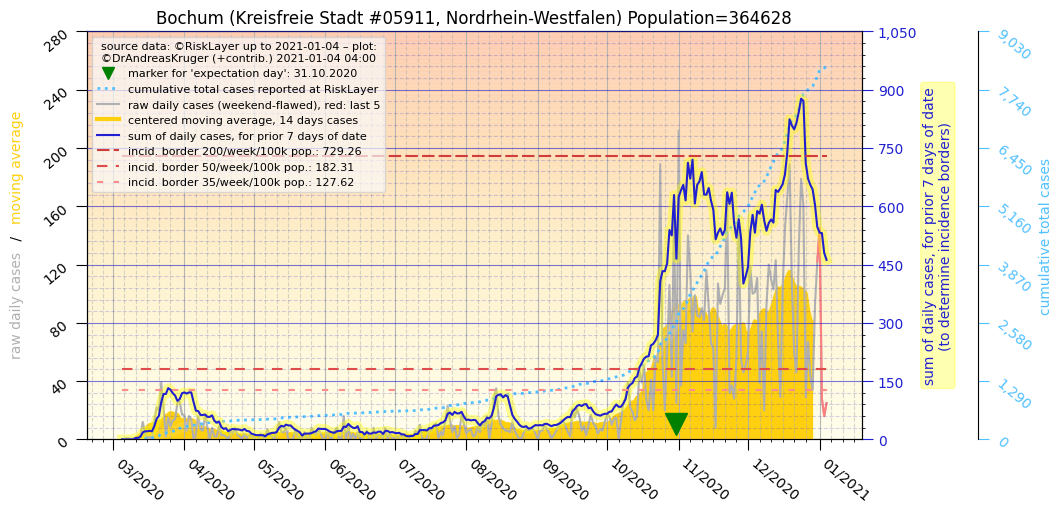 Bochum (Kreisfreie Stadt #05911, Nordrhein-Westfalen) Population=364628
source data: ©RiskLayer up to 2021-01-04 – plot:
©DrAndreasKruger (+contrib.) 2021-01-04 04:00
marker for 'expectation day': 31.10.2020
cumulative total cases reported at RiskLayer
raw daily cases (weekend-flawed), red: last 5
centered moving average, 14 days cases
sum of daily cases, for prior 7 days of date
incid. border 200/week/100k pop.: 729.26
incid. border 50/week/100k pop.: 182.31
incid. border 35/week/100k pop.: 127.62
raw daily cases / moving average
280
240
200
160
120
80
40
0
03/2020
04/2020
05/2020
06/2020
07/2020
08/2020
09/2020
10/2020
11/2020
12/2020
01/2021
1,050
900
750
600
450
300
150
0
sum of daily cases, for prior 7 days of date
(to determine incidence borders)
9,030
7,740
6,450
5,160
3,870
2,580
1,290
0
cumulative total cases